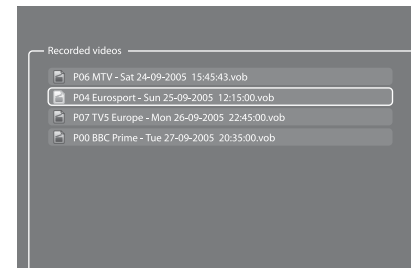 Recorded videos
P06 MTV - Sat 24-09-2005 15:45:43.vob
P04 Eurosport - Sun 25-09-2005 12:15:00.vob
P07 TV5 Europe - Mon 26-09-2005 22:45:00.vob
P00 BBC Prime - Tue 27-09-2005 20:35:00.vob